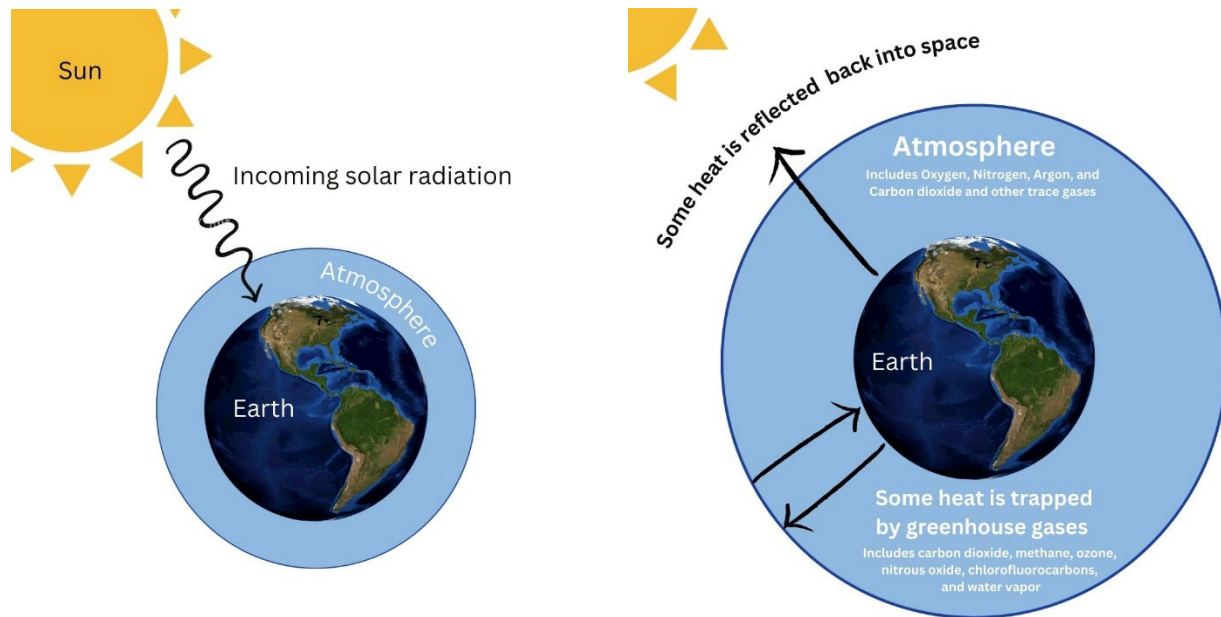 Sun
Incoming solar radiation
Atmosphere
Earth
Some heat is reflected back into space
Atmosphere
Includes Oxygen, Nitrogen, Argon, and
Carbon dioxide and other trace gases
Earth
Some heat is trapped
by greenhouse gases
Includes carbon dioxide, methane, ozone,
nitrous oxide, chlorofluorocarbons,
and water vapor